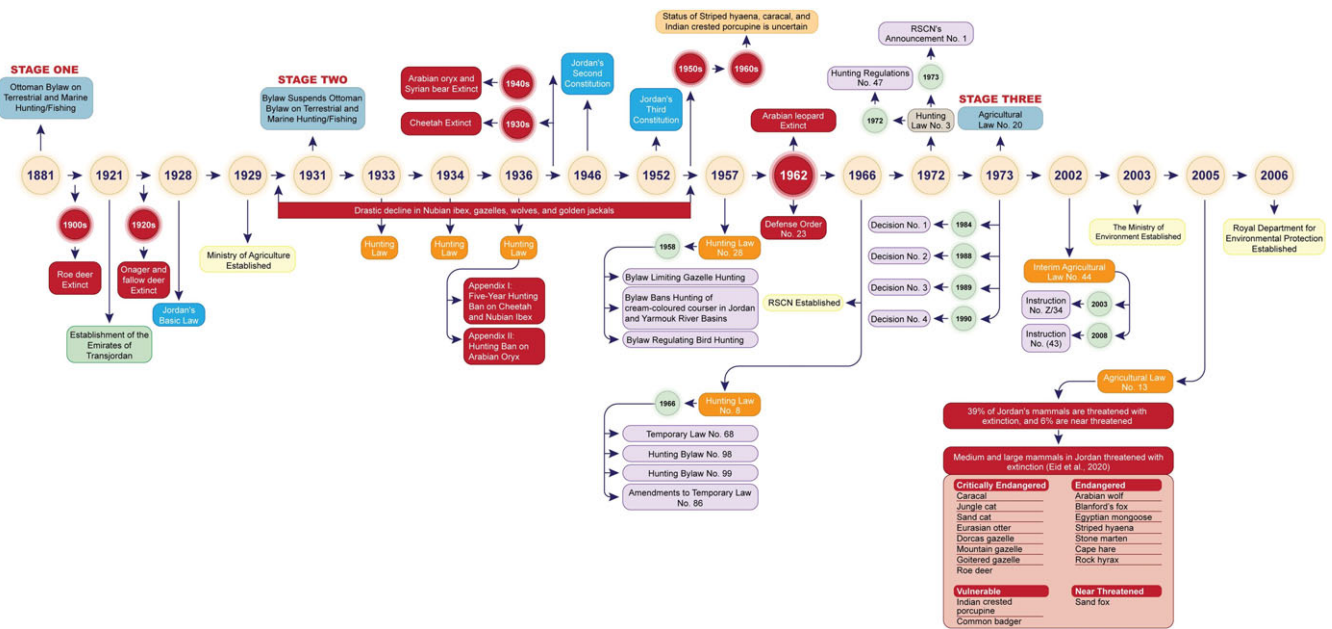 STAGE ONE
Ottoman Bylaw on
Terrestrial and Marine
Hunting/Fishing
STAGE TWO
Bylaw Suspends Ottoman
Bylaw on Terrestrial and
Marine Hunting/Fishing
Arabian oryx and
Syrian bear Extinct
1940s
Cheetah Extinct
1930s
Jordan's
Second
Constitution
Jordan's
Third
Constitution
Status of Striped hyaena, caracal, and
Indian crested porcupine is uncertain
1950s
1960s
Arabian leopard
Extinct
RSCN's
Announcement No. 1
Hunting Regulations
No. 47
1973
1972
Hunting
Law No. 3
STAGE THREE
Agricultural
Law No. 20
1881
1921
1928
1929
1931
1933
1934
1936
1946
1952
1957
1962
1966
1972
1973
2002
2003
2005
2006
Drastic decline in Nubian ibex, gazelles, wolves, and golden jackals
1900s
Roe deer
Extinct
1920s
Onager and
fallow deer
Extinct
Jordan's
Basic Law
Establishment of the
Emirates of
Transjordan
Ministry of Agriculture
Established
Hunting
Law
Hunting
Law
Hunting
Law
Appendix I:
Five-Year Hunting
Ban on Cheetah
and Nubian Ibex
Appendix II:
Hunting Ban on
Arabian Oryx
1958
Hunting Law
No. 28
Bylaw Limiting Gazelle Hunting
Bylaw Bans Hunting of
cream-coloured courser in Jordan
and Yarmouk River Basins
Bylaw Regulating Bird Hunting
Defense Order
No. 23
RSCN Established
1966
Hunting Law
No. 8
Temporary Law No. 68
Hunting Bylaw No. 98
Hunting Bylaw No. 99
Amendments to Temporary Law
No. 86
Decision No. 1
1984
Decision No. 2
1988
Decision No. 3
1989
Decision No. 4
1990
Interim Agricultural
Law No. 44
Instruction
No. Z/34
2003
Instruction
No. (43)
2008
The Ministry of
Environment Established
Royal Department for
Environmental Protection
Established
Agricultural Law
No. 13
39% of Jordan's mammals are threatened with
extinction, and 6% are near threatened
Medium and large mammals in Jordan threatened with
extinction (Eid et al., 2020)
Critically Endangered
Caracal
Jungle cat
Sand cat
Eurasian otter
Dorcas gazelle
Mountain gazelle
Goitered gazelle
Roe deer
Endangered
Arabian wolf
Blanford's fox
Egyptian mongoose
Striped hyaena
Stone marten
Cape hare
Rock hyrax
Vulnerable
Indian crested
porcupine
Common badger
Near Threatened
Sand fox